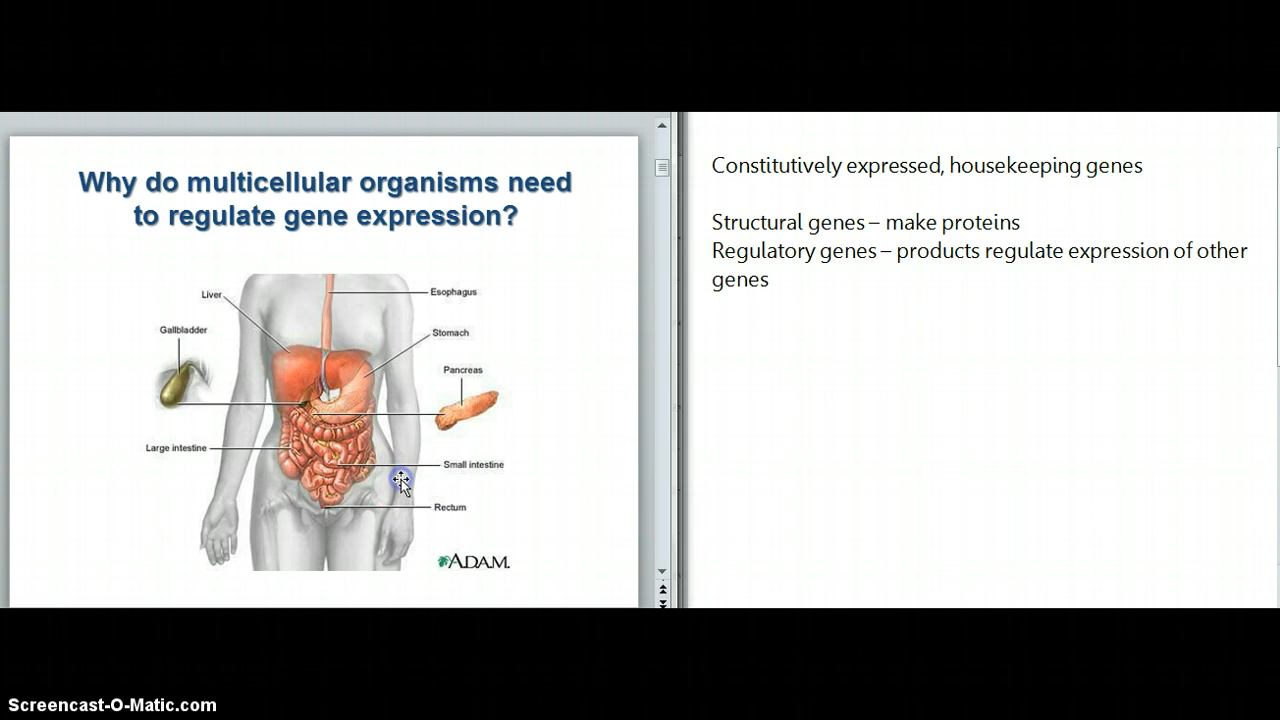 Why do multicellular organisms need
to regulate gene expression?
Liver
Esophagus
Gallbladder
Stomach
Pancreas
Large intestine
Small intestine
Rectum
ADAM.
Constitutively expressed, housekeeping genes
Structural genes – make proteins
Regulatory genes – products regulate expression of other
genes
Screencast-O-Matic.com